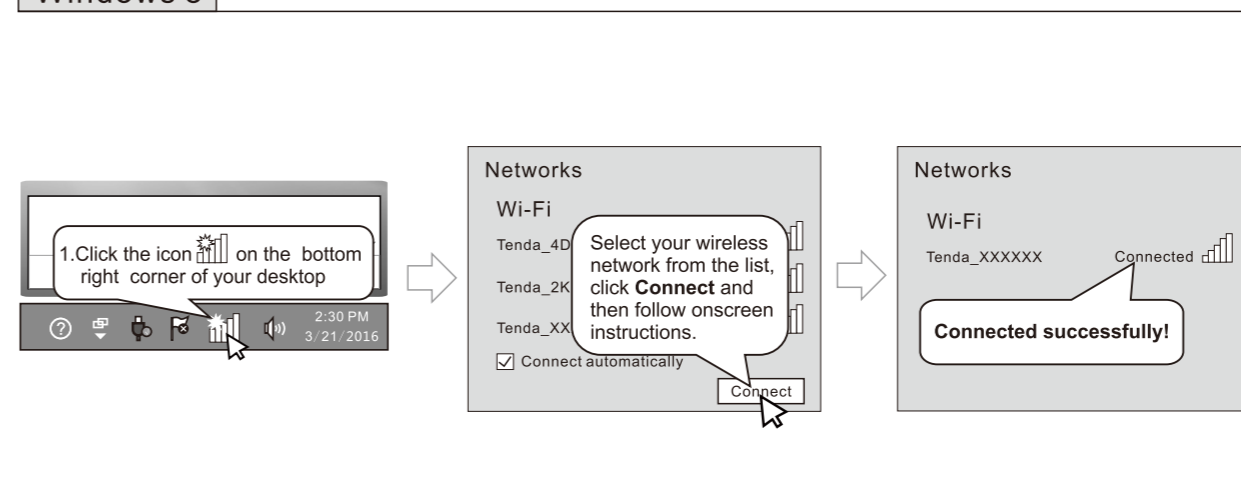 Windows 8
1.Click the icon on the bottom
right corner of your desktop
2:30 PM
3/21/2016
Networks
Wi-Fi
Tenda_4D
Tenda_2K
Tenda_XX
Select your wireless
network from the list,
click Connect and
then follow onscreen
instructions.
Connect automatically
Connect
Networks
Wi-Fi
Tenda_XXXXXX Connected
Connected successfully!